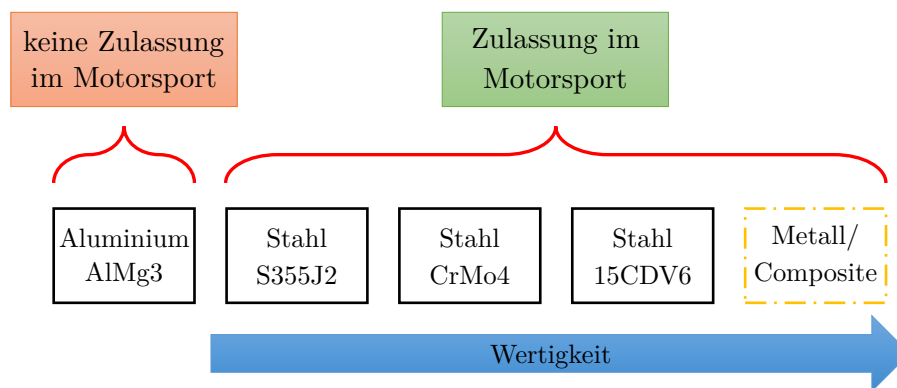 keine Zulassung
im Motorsport
Zulassung im
Motorsport
Aluminium
AlMg3
Stahl
S355J2
Stahl
CrMo4
Stahl
15CDV6
Metall/
Composite
Wertigkeit